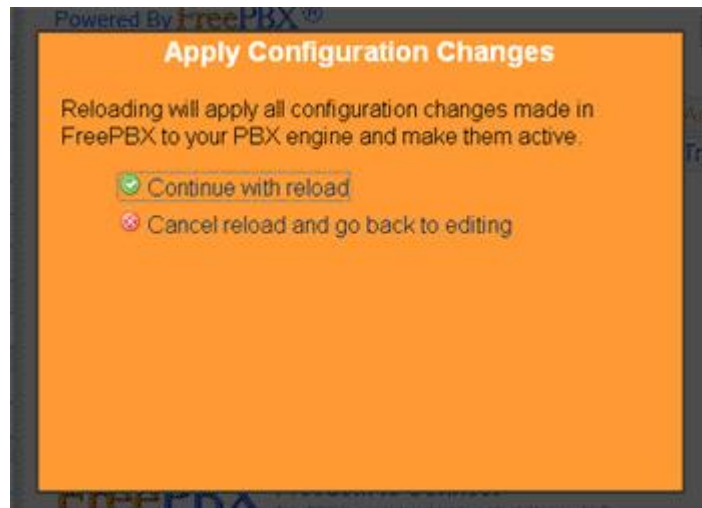 Powered By FreePBX®
Apply Configuration Changes
Reloading will apply all configuration changes made in
FreePBX to your PBX engine and make them active.
Continue with reload
Cancel reload and go back to editing